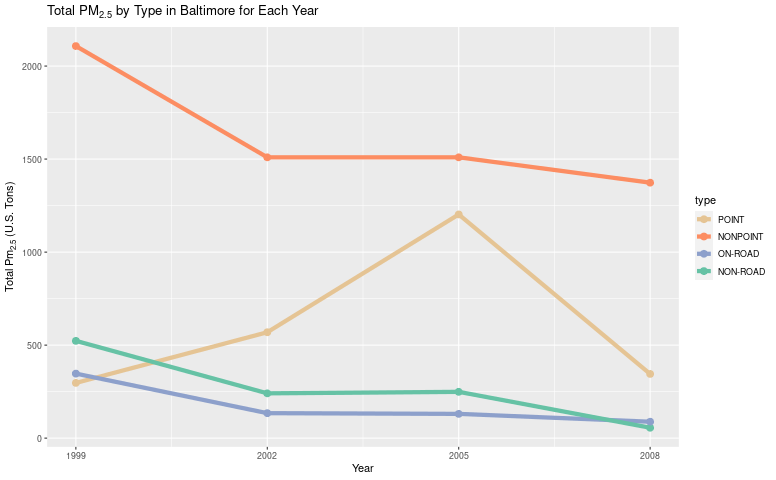 Total PM2.5 by Type in Baltimore for Each Year
Total Pm2.5 (U.S. Tons)
2000
1500
1000
500
0
1999 2002 2005 2008
Year
type
POINT
NONPOINT
ON-ROAD
NON-ROAD